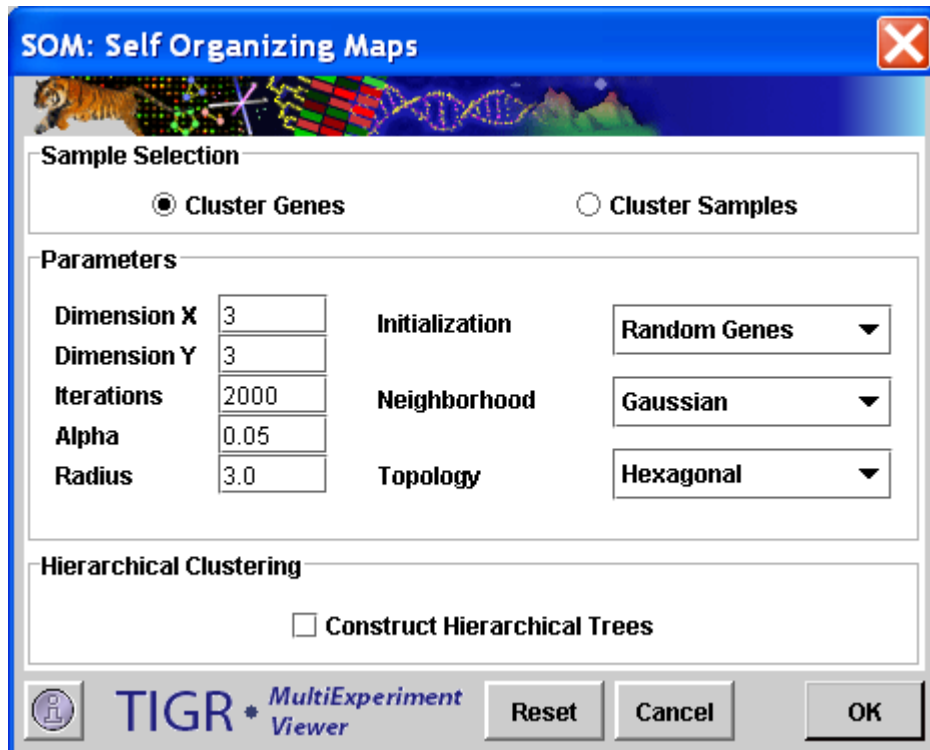 SOM: Self Organizing Maps
Sample Selection
Cluster Genes Cluster Samples
Parameters
Dimension X 3
Dimension Y 3
Iterations 2000
Alpha 0.05
Radius 3.0
Initialization Random Genes
Neighborhood Gaussian
Topology Hexagonal
Hierarchical Clustering
Construct Hierarchical Trees
TIGR MultiExperiment
Viewer
Reset Cancel OK